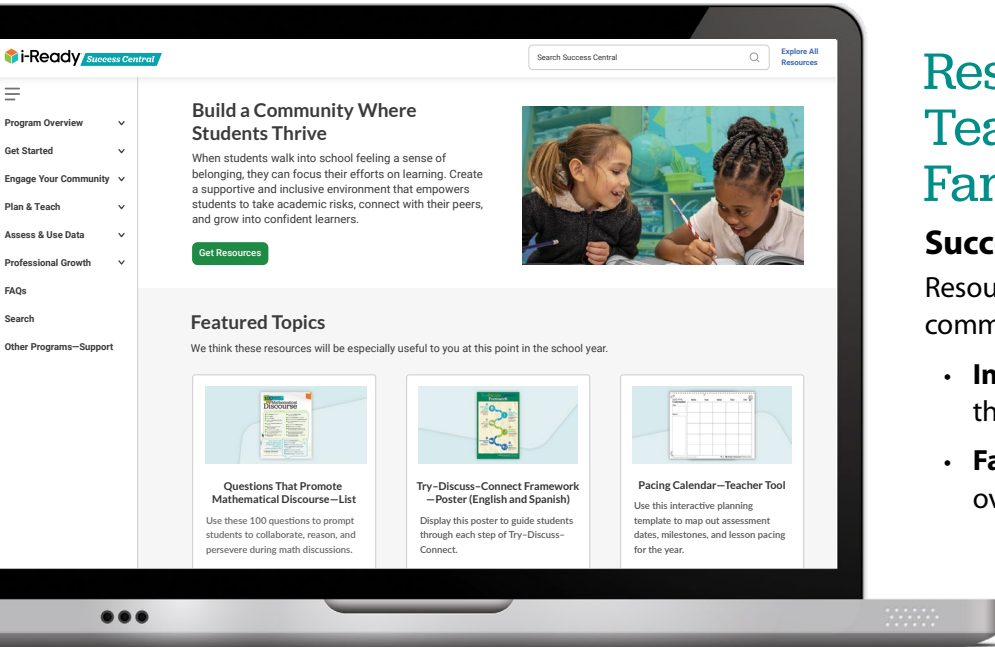 i-Ready Success Central
Search Success Central
Explore All
Resources
Program Overview
Get Started
Engage Your Community
Plan & Teach
Assess & Use Data
Professional Growth
FAQs
Search
Other Programs—Support
Build a Community Where
Students Thrive
When students walk into school feeling a sense of
belonging, they can focus their efforts on learning. Create
a supportive and inclusive environment that empowers
students to take academic risks, connect with their peers,
and grow into confident learners.
Get Resources
Featured Topics
We think these resources will be especially useful to you at this point in the school year.
Mathematical
Discourse
Framework
Questions That Promote
Mathematical Discourse—List
Use these 100 questions to prompt
students to collaborate, reason, and
persevere during math discussions.
Try–Discuss–Connect Framework
—Poster (English and Spanish)
Display this poster to guide students
through each step of Try–Discuss–
Connect.
Pacing Calendar—Teacher Tool
Use this interactive planning
template to map out assessment
dates, milestones, and lesson pacing
for the year.
Res
Tea
Fa
Succ
Resou
comm
• In
th
• Fa
ov